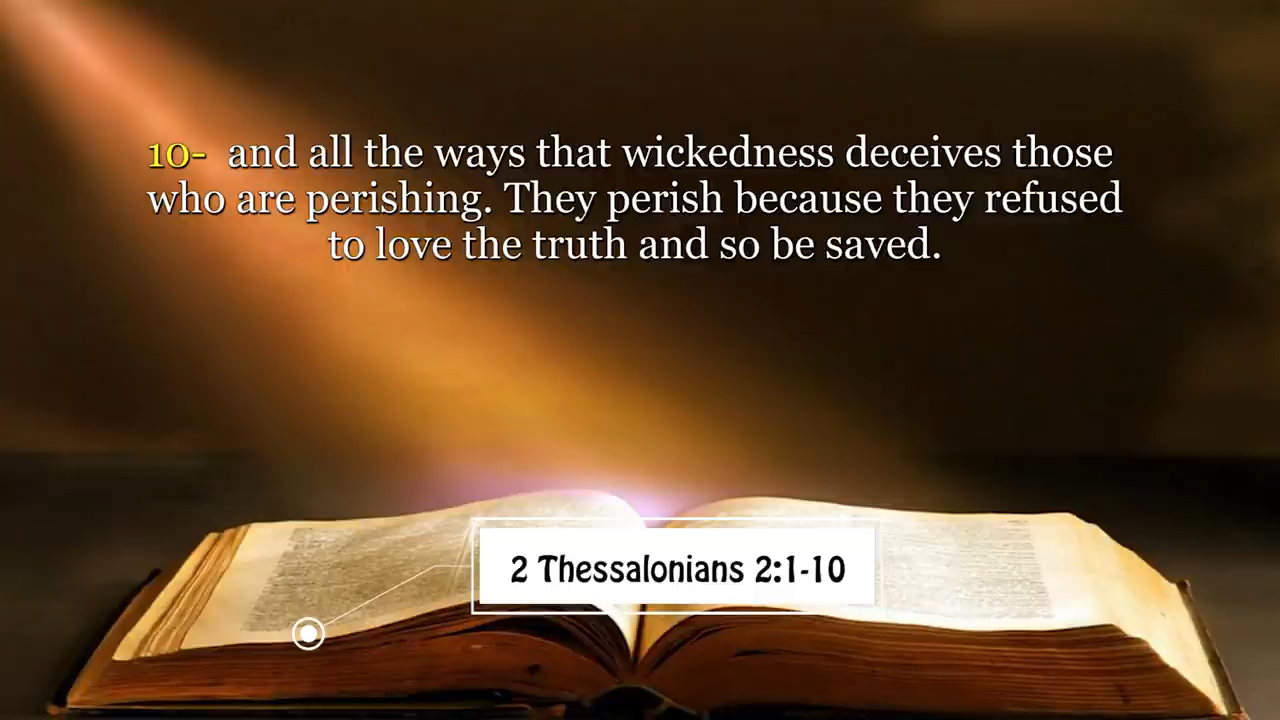 10- and all the ways that wickedness deceives those
who are perishing. They perish because they refused
to love the truth and so be saved.
2 Thessalonians 2:1-10